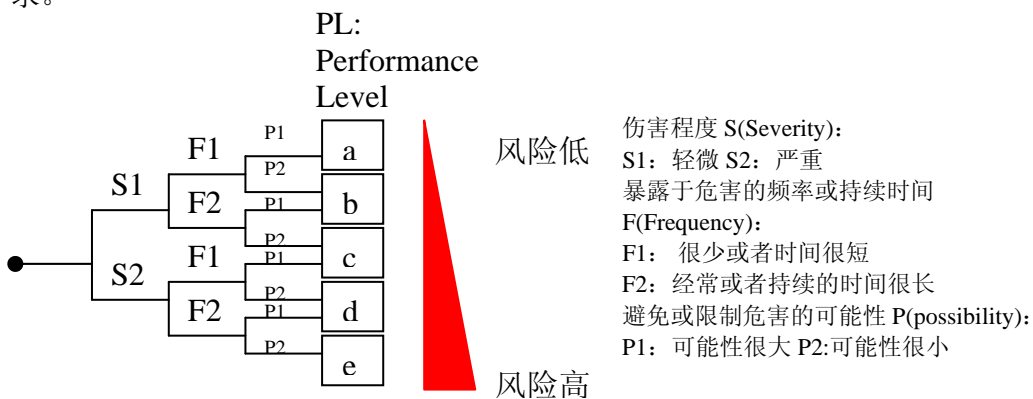 求。
PL:
Performance
Level
P1
F1
a
P2
S1
F2
P1
b
P2
F1
P1
c
S2
P2
F2
P1
d
P2
e
风险低
风险高
伤害程度 S(Severity):
S1：轻微 S2：严重
暴露于危害的频率或持续时间
F(Frequency):
F1： 很少或者时间很短
F2：经常或者持续的时间很长
避免或限制危害的可能性 P(possibility):
P1：可能性很大 P2:可能性很小